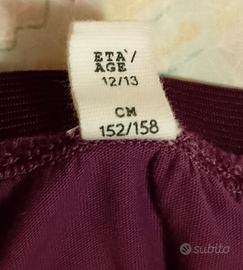 ETA'/
AGE
12/13
CM
152/158
subito